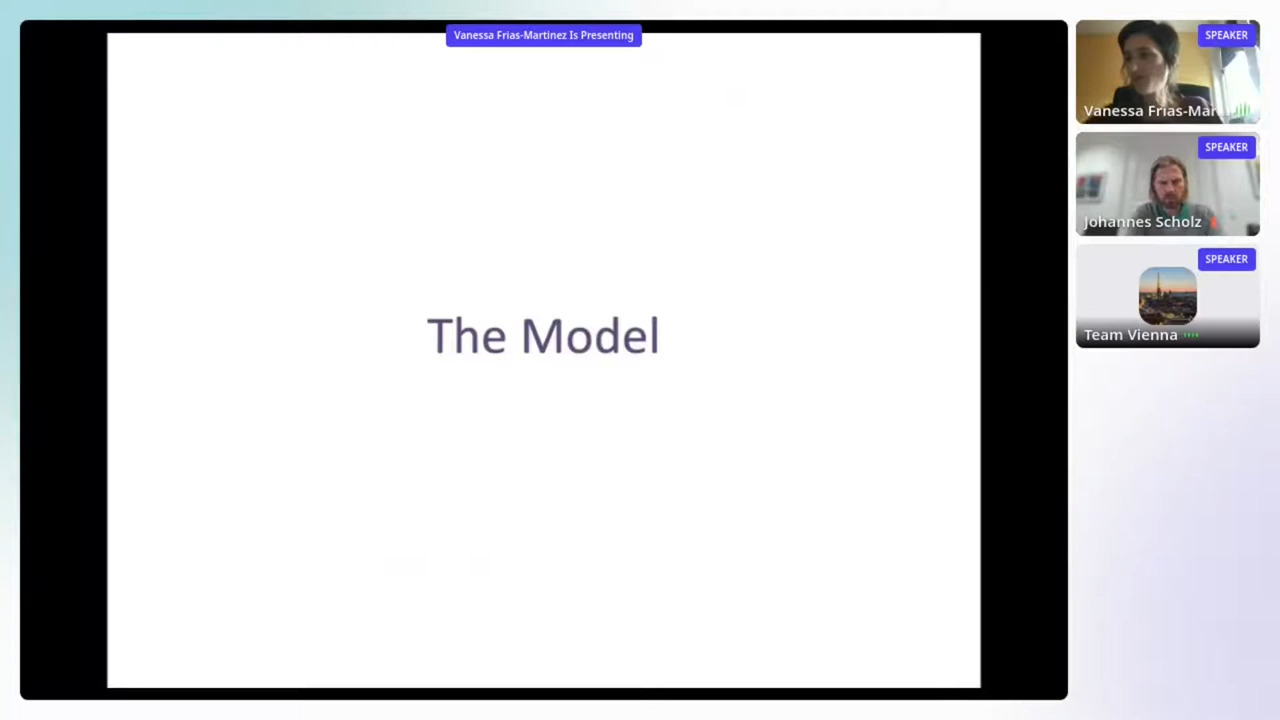 Vanessa Frias-Martinez Is Presenting
The Model
SPEAKER
Vanessa Frias-Mar
SPEAKER
Johannes Scholz
SPEAKER
Team Vienna